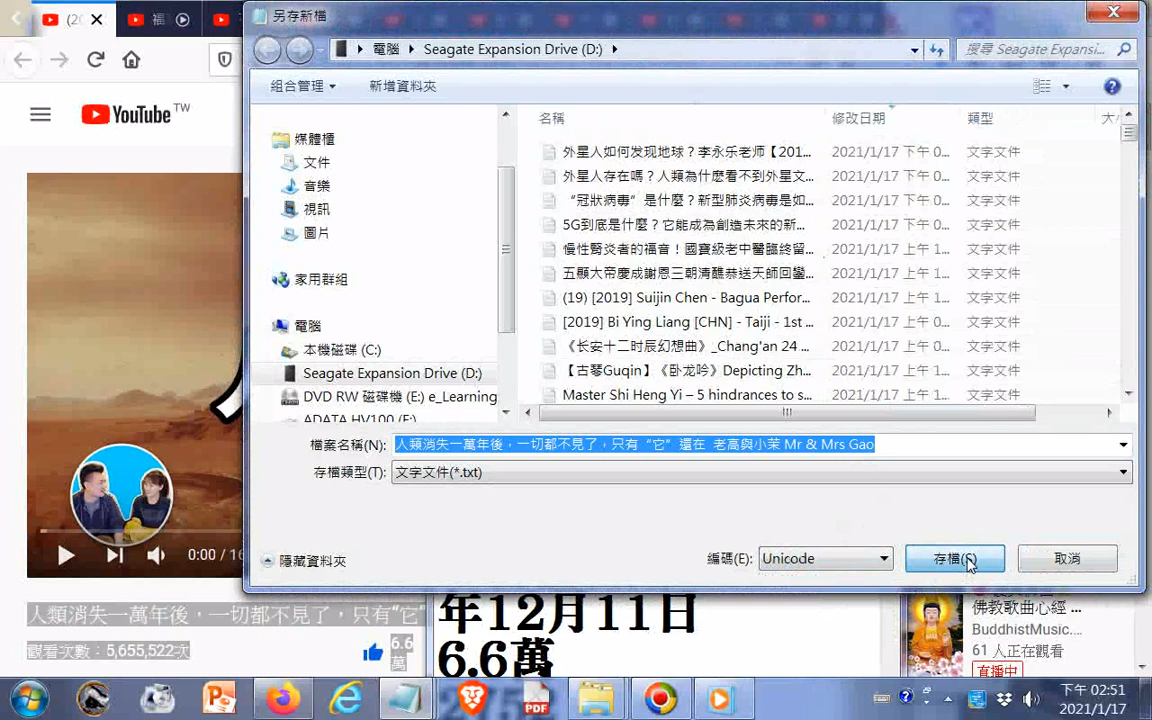 (20
福
另存新檔
電腦 ▸ Seagate Expansion Drive (D:) ▸
搜尋 Seagate Expansi...
組合管理 ▾
新增資料夾
YouTube TW
媒體櫃
文件
音樂
視訊
圖片
家用群組
電腦
本機磁碟 (C:)
Seagate Expansion Drive (D:)
DVD RW 磁碟機 (E:) e_Learning
ADATA HV100 (F:)
名稱
修改日期
類型
大
外星人如何发现地球？李永乐老师【201... 2021/1/17 下午 0... 文字文件
外星人存在嗎？人類為什麼看不到外星文... 2021/1/17 下午 0... 文字文件
“冠狀病毒”是什麼？新型肺炎病毒是如... 2021/1/17 下午 0... 文字文件
5G到底是什麼？它能成為創造未來的新... 2021/1/17 下午 0... 文字文件
慢性腎炎者的福音！國寶級老中醫臨終留... 2021/1/17 上午 1... 文字文件
五顯大帝慶成謝恩三朝清醮恭送天師回鑾... 2021/1/17 上午 1... 文字文件
(19) [2019] Suijin Chen - Bagua Perfor... 2021/1/17 上午 1... 文字文件
[2019] Bi Ying Liang [CHN] - Taiji - 1st ... 2021/1/17 上午 1... 文字文件
《长安十二时辰幻想曲》_Chang'an 24 ... 2021/1/17 上午 1... 文字文件
【古琴Guqin】《卧龙吟》Depicting Zh... 2021/1/17 上午 1... 文字文件
Master Shi Heng Yi – 5 hindrances to s... 2021/1/17 上午 1... 文字文件
檔案名稱(N): 人類消失一萬年後，一切都不見了，只有“它”還在 老高與小茉 Mr & Mrs Gao
存檔類型(T): 文字文件(*.txt)
隱藏資料夾
編碼(E): Unicode
存檔(S)
取消
0:00 / 16
人類消失一萬年後，一切都不見了，只有“它”
觀看次數：5,655,522次
6.6
萬
年12月11日
6.6萬
佛教歌曲心經 ...
BuddhistMusic....
61 人正在觀看
直播中
PDF
下午 02:51
2021/1/17